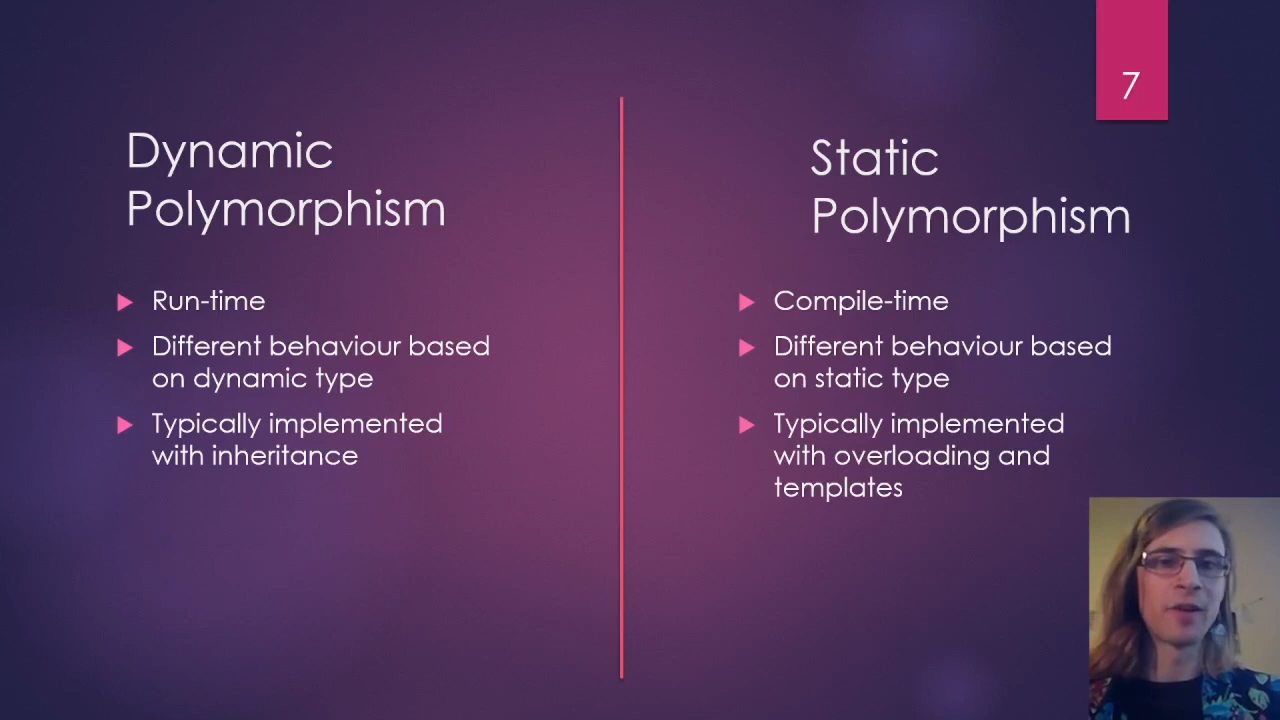 7
Dynamic
Polymorphism
Run-time
Different behaviour based
on dynamic type
Typically implemented
with inheritance
Static
Polymorphism
Compile-time
Different behaviour based
on static type
Typically implemented
with overloading and
templates